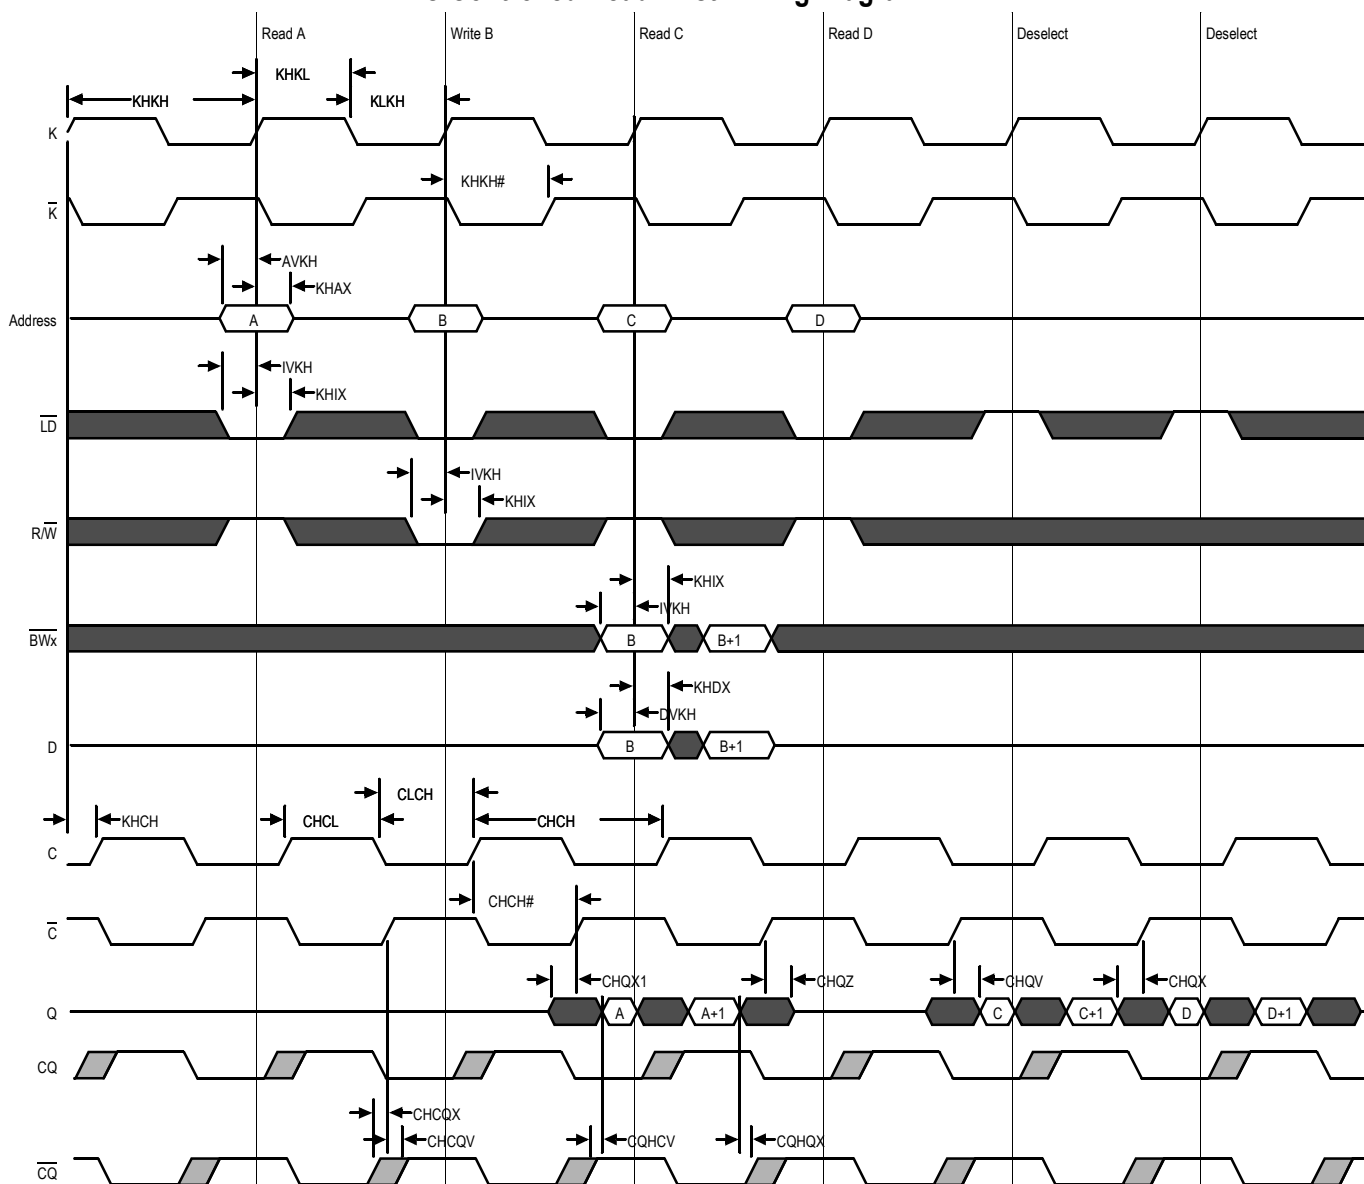 Read A Write B Read C Read D Deselect Deselect
KHKL
KHKH KLKH
K
KHKH#
K
AVKH
KHAX
Address A B C D
IVKH
KHIX
LD
IVKH
KHIX
R/W
KHIX
IVKH
BWx B B+1
KHDX
DVKH
D B B+1
CLCH
KHCH CHCL CHCH
C
CHCH#
C
CHQX1 CHQZ CHQV CHQX
Q A A+1 C C+1 D D+1
CQ
CHCQX
CHCQV CQHCV CQHQX
CQ